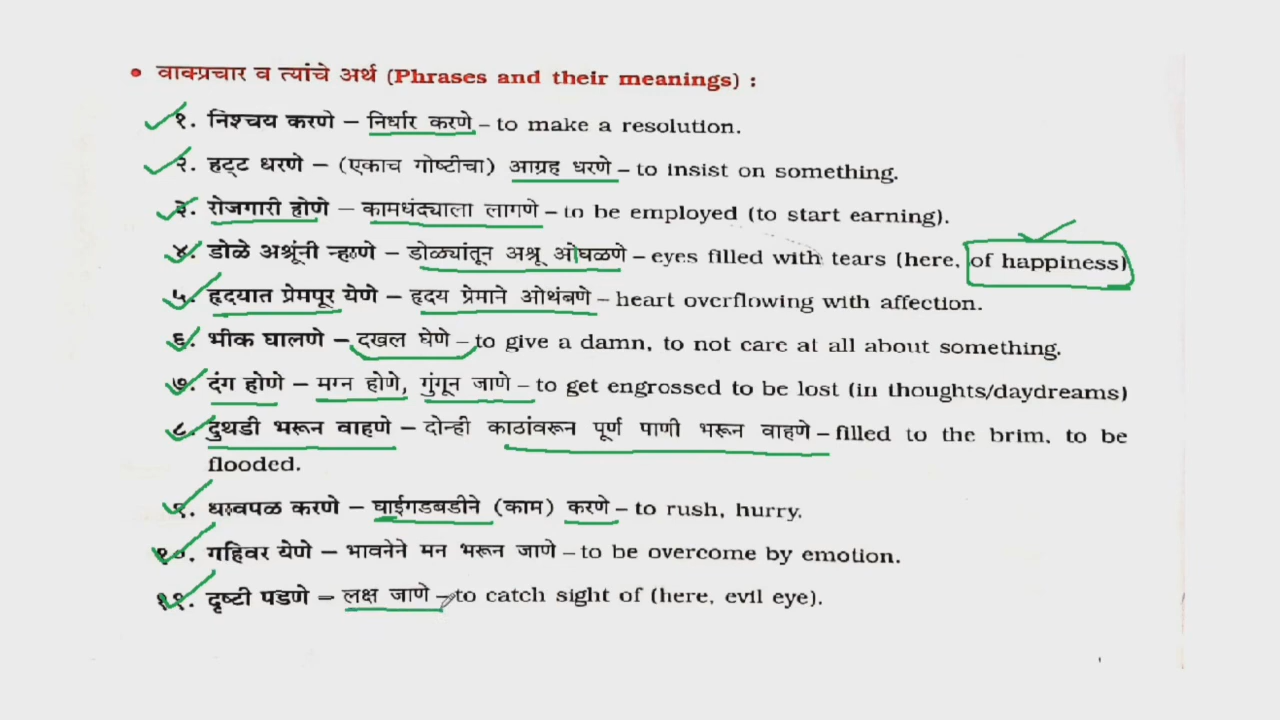 • वाक्प्रचार व त्यांचे अर्थ (Phrases and their meanings) :
१. निश्चय करणे – निर्धार करणे – to make a resolution.
२. हट्ट धरणे – (एकाच गोष्टीचा) आग्रह धरणे – to insist on something.
३. रोजगारी होणे – कामधंद्याला लागणे – to be employed (to start earning).
४. डोळे अश्रूंनी न्हाणे – डोळ्यांतून अश्रू ओघळणे – eyes filled with tears (here, of happiness)
५. हृदयात प्रेमपूर येणे – हृदय प्रेमाने ओथंबणे – heart overflowing with affection.
६. भीक घालणे – दखल घेणे – to give a damn, to not care at all about something.
७. दंग होणे – मग्न होणे, गुंगून जाणे – to get engrossed to be lost (in thoughts/daydreams)
८. दुथडी भरून वाहणे – दोन्ही काठांवरून पूर्ण पाणी भरून वाहणे – filled to the brim, to be
flooded.
९. धावपळ करणे – घाईगडबडीने (काम) करणे – to rush, hurry.
१०. गहिवर येणे – भावनेने मन भरून जाणे – to be overcome by emotion.
११. दृष्टी पडणे – लक्ष जाणे – to catch sight of (here, evil eye).